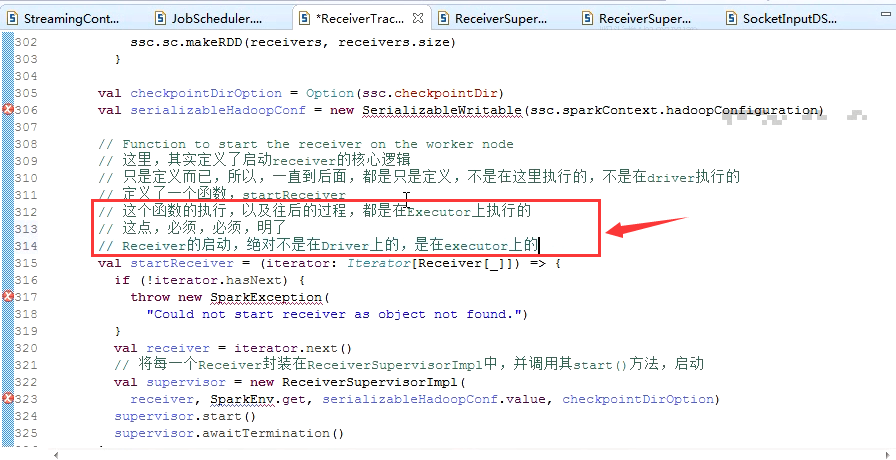 StreamingCont...
JobScheduler....
*ReceiverTrac...
ReceiverSuper...
ReceiverSuper...
SocketInputDS...
302 ssc.sc.makeRDD(receivers, receivers.size)
303 }
304
305 val checkpointDirOption = Option(ssc.checkpointDir)
306 val serializableHadoopConf = new SerializableWritable(ssc.sparkContext.hadoopConfiguration)
307
308 // Function to start the receiver on the worker node
309 // 这里，其实定义了启动receiver的核心逻辑
310 // 只是定义而已，所以，一直到后面，都是只是定义，不是在这里执行的，不是在driver执行的
311 // 定义了一个函数，startReceiver
312 // 这个函数的执行，以及往后的过程，都是在Executor上执行的
313 // 这点，必须，必须，明了
314 // Receiver的启动，绝对不是在Driver上的，是在executor上的
315 val startReceiver = (iterator: Iterator[Receiver[_]]) => {
316 if (!iterator.hasNext) {
317 throw new SparkException(
318 "Could not start receiver as object not found.")
319 }
320 val receiver = iterator.next()
321 // 将每一个Receiver封装在ReceiverSupervisorImpl中，并调用其start()方法，启动
322 val supervisor = new ReceiverSupervisorImpl(
323 receiver, SparkEnv.get, serializableHadoopConf.value, checkpointDirOption)
324 supervisor.start()
325 supervisor.awaitTermination()